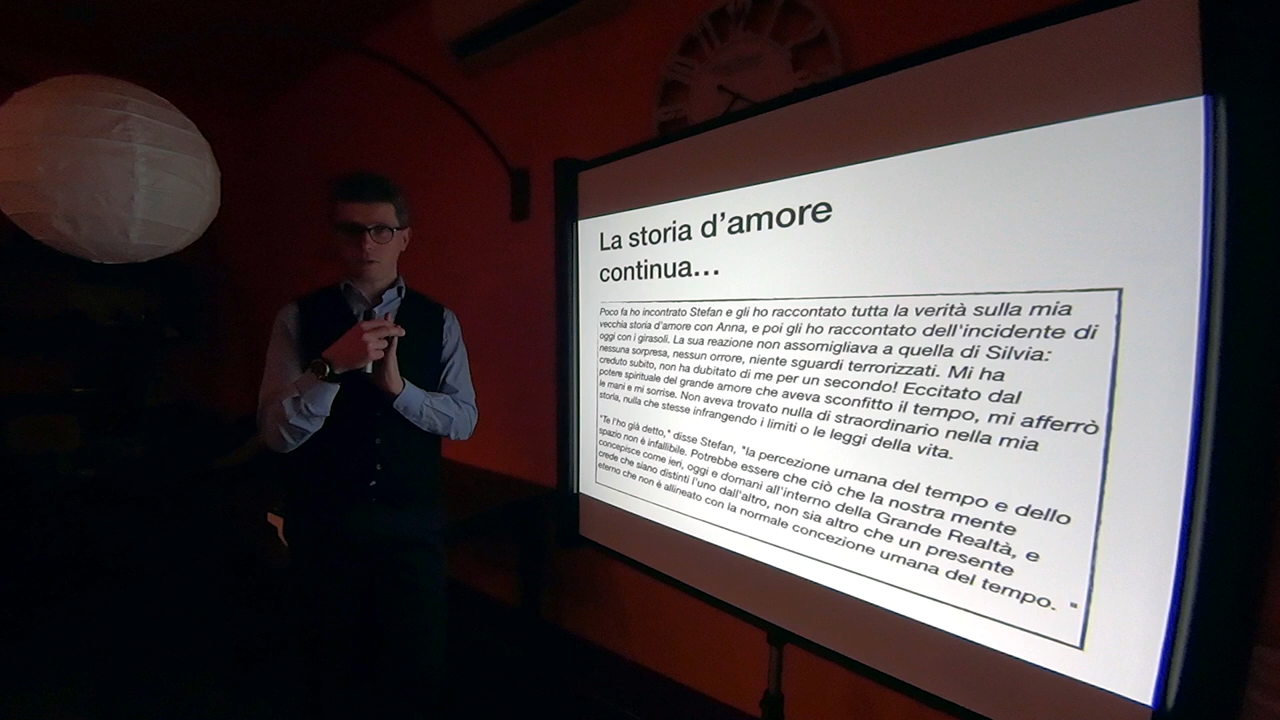 La storia d'amore
continua...
Poco fa ho incontrato Stefan e gli ho raccontato tutta la verità sulla mia
vecchia storia d'amore con Anna, e poi gli ho raccontato dell'incidente di
oggi con i girasoli. La sua reazione non assomigliava a quella di Silvia:
nessuna sorpresa, nessun orrore, niente sguardi terrorizzati. Mi ha
creduto subito, non ha dubitato di me per un secondo! Eccitato dal
potere spirituale del grande amore che aveva sconfitto il tempo, mi afferrò
le mani e mi sorrise. Non aveva trovato nulla di straordinario nella mia
storia, nulla che stesse infrangendo i limiti o le leggi della vita.
"Te l'ho già detto," disse Stefan, "la percezione umana del tempo e dello
spazio non è infallibile. Potrebbe essere che ciò che la nostra mente
concepisce come ieri, oggi e domani all'interno della Grande Realtà, e
crede che siano distinti l'uno dall'altro, non sia altro che un presente
eterno che non è allineato con la normale concezione umana del tempo. "